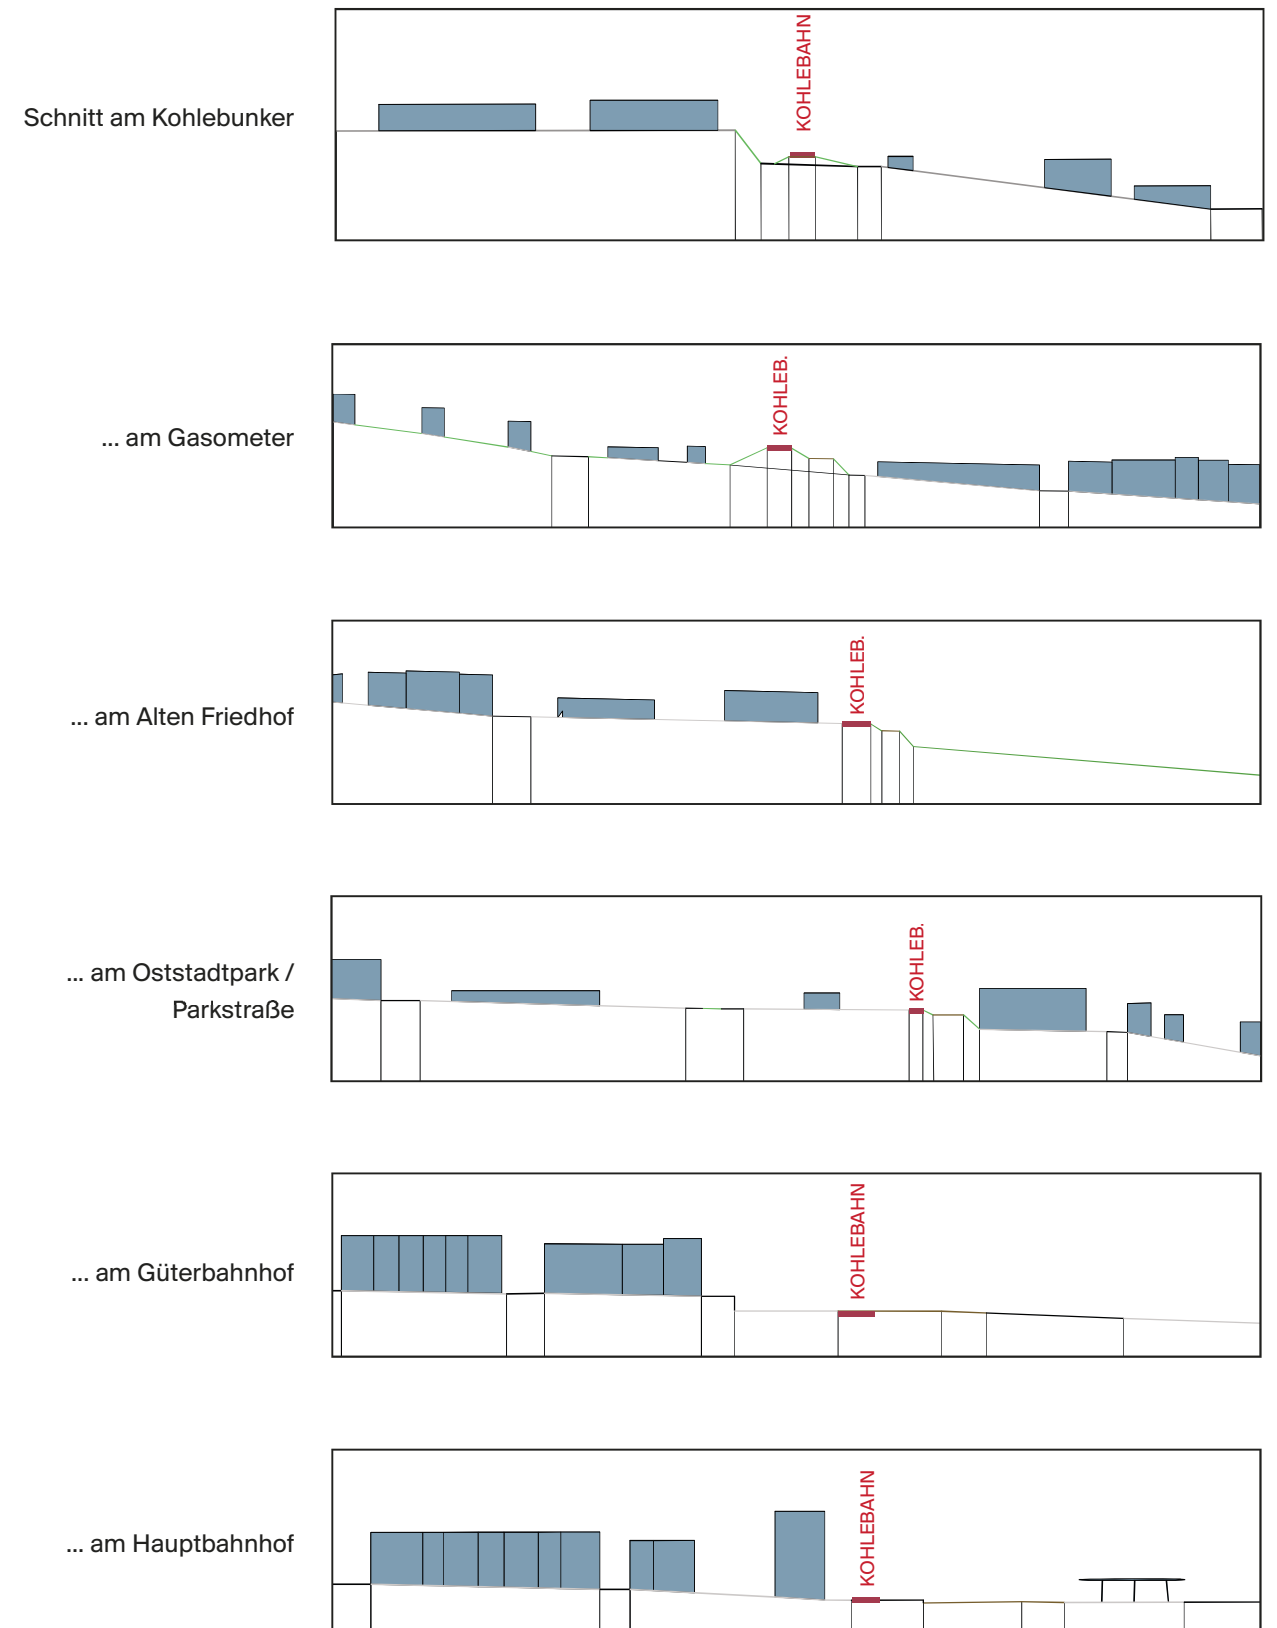 Schnitt am Kohlebunker
KOHLEBAHN
... am Gasometer
KOHLEB.
... am Alten Friedhof
KOHLEB.
... am Oststadtpark /
Parkstraße
KOHLEB.
... am Güterbahnhof
KOHLEBAHN
... am Hauptbahnhof
KOHLEBAHN